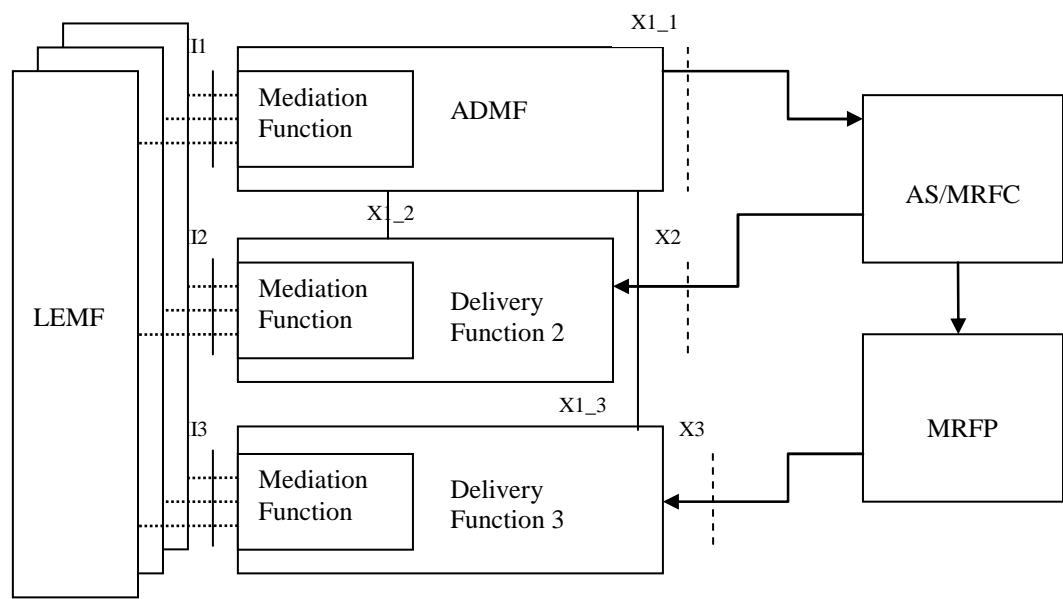 X1_1
I1
Mediation
Function
ADMF
AS/MRFC
X1_2
I2
X2
Mediation
Function
Delivery
Function 2
LEMF
X1_3
I3
X3
MRFP
Mediation
Function
Delivery
Function 3